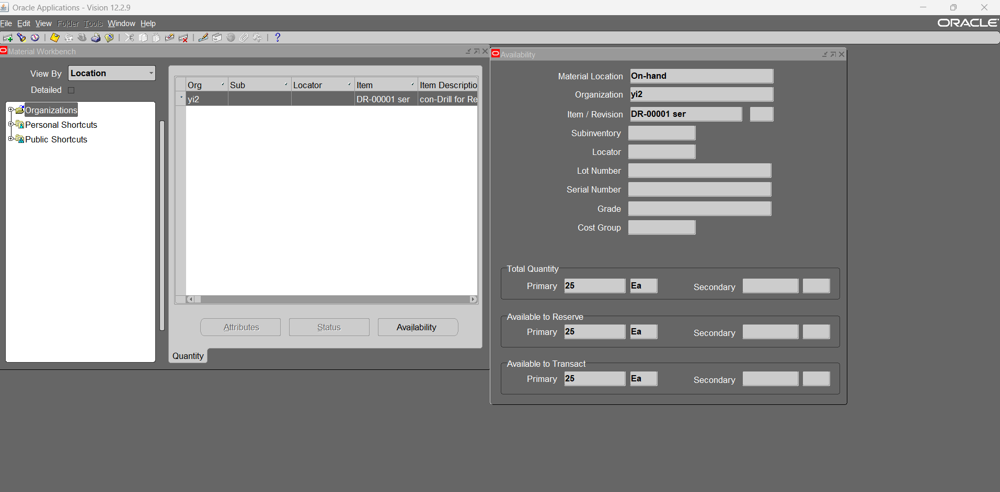 Oracle Applications - Vision 12.2.9
File Edit View Folder Tools Window Help
ORACLE
Material Workbench
View By Location
Detailed
Organizations
Personal Shortcuts
Public Shortcuts
Org Sub Locator Item Item Descriptio
yi2 DR-00001 ser con-Drill for Re
Attributes Status Availability
Quantity
Availability
Material Location On-hand
Organization yi2
Item / Revision DR-00001 ser
Subinventory
Locator
Lot Number
Serial Number
Grade
Cost Group
Total Quantity
Primary 25 Ea Secondary
Available to Reserve
Primary 25 Ea Secondary
Available to Transact
Primary 25 Ea Secondary